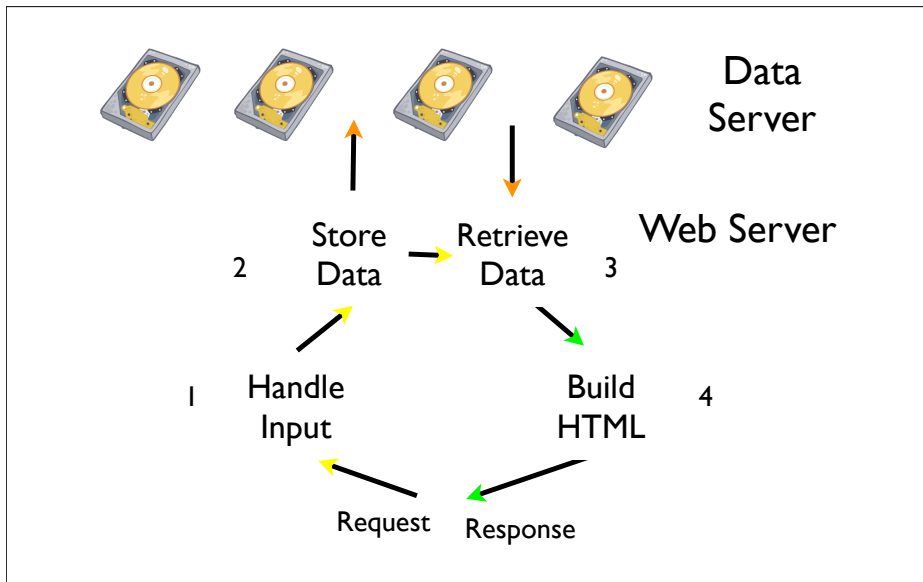 Data
Server
Web Server
Store
Data
Retrieve
Data
2
3
1
Handle
Input
Build
HTML
4
Request
Response